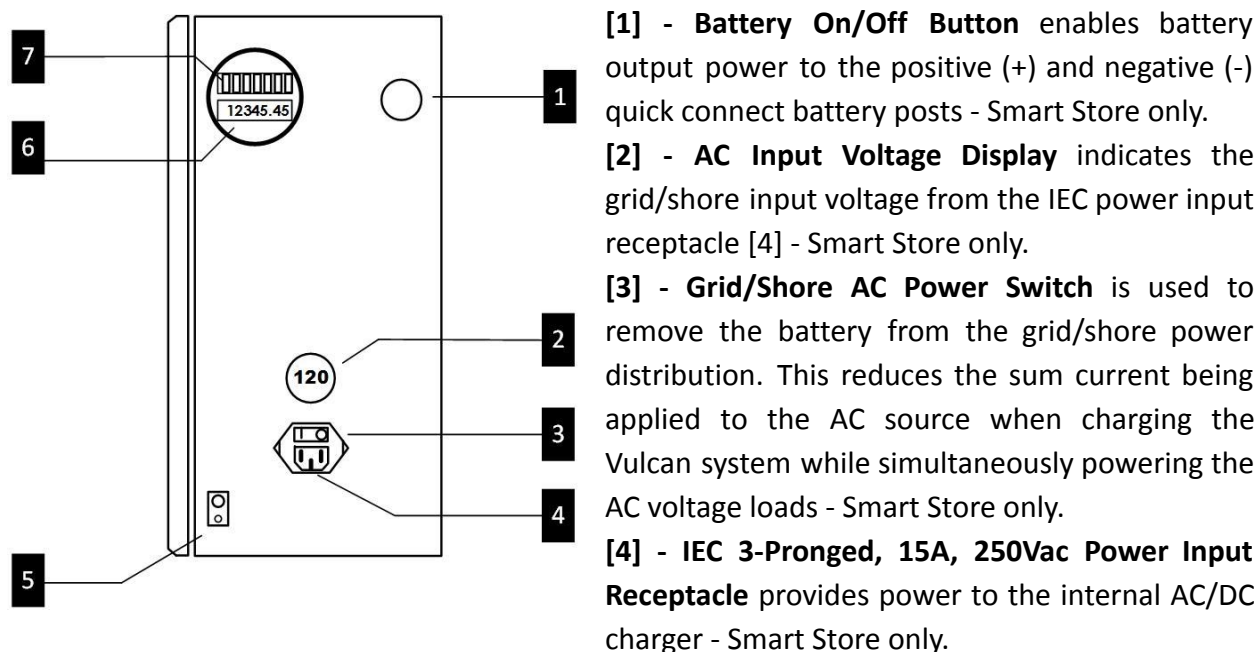 7
12345.45
6
1
2
120
3
4
5
[1] - Battery On/Off Button enables battery
output power to the positive (+) and negative (-)
quick connect battery posts - Smart Store only.
[2] - AC Input Voltage Display indicates the
grid/shore input voltage from the IEC power input
receptacle [4] - Smart Store only.
[3] - Grid/Shore AC Power Switch is used to
remove the battery from the grid/shore power
distribution. This reduces the sum current being
applied to the AC source when charging the
Vulcan system while simultaneously powering the
AC voltage loads - Smart Store only.
[4] - IEC 3-Pronged, 15A, 250Vac Power Input
Receptacle provides power to the internal AC/DC
charger - Smart Store only.